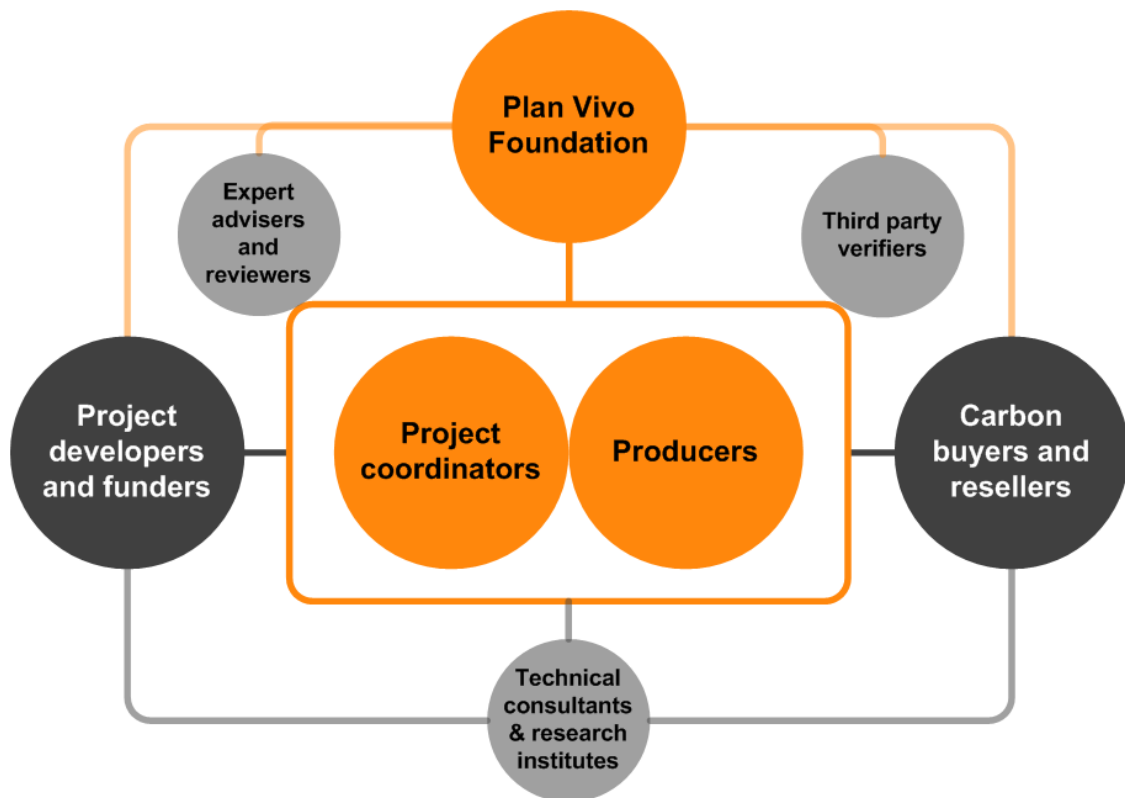 Plan Vivo
Foundation
Expert
advisers
and
reviewers
Third party
verifiers
Project
developers
and funders
Project
coordinators
Producers
Carbon
buyers and
resellers
Technical
consultants
& research
institutes